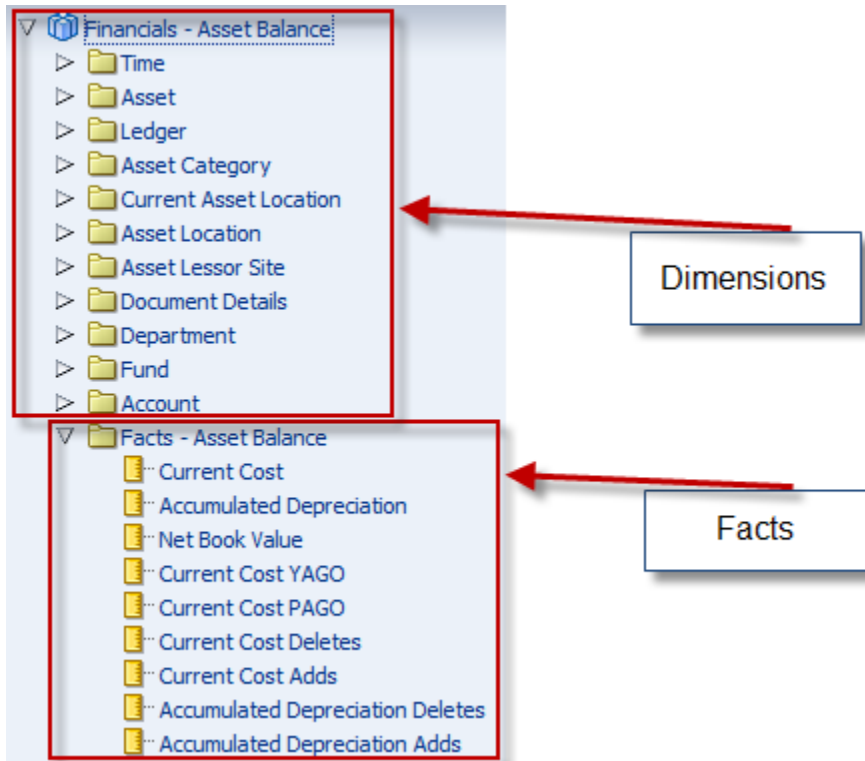 Financials - Asset Balance
Time
Asset
Ledger
Asset Category
Current Asset Location
Asset Location
Asset Lessor Site
Document Details
Department
Fund
Account
Facts - Asset Balance
Current Cost
Accumulated Depreciation
Net Book Value
Current Cost YAGO
Current Cost PAGO
Current Cost Deletes
Current Cost Adds
Accumulated Depreciation Deletes
Accumulated Depreciation Adds
Dimensions
Facts